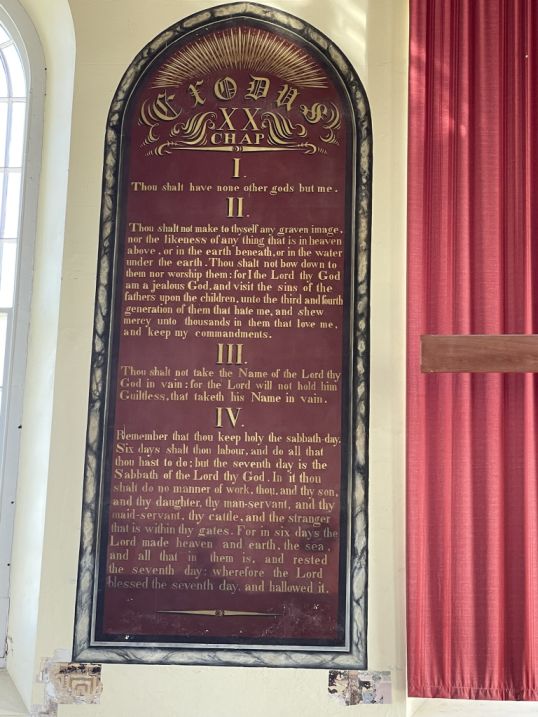 EXODUS
XX
CHAP
I.
Thou shalt have none other gods but me.
II.
Thou shalt not make to thyself any graven image,
nor the likeness of any thing that is in heaven
above, or in the earth beneath, or in the water
under the earth. Thou shalt not bow down to
them nor worship them: for I the Lord thy God
am a jealous God, and visit the sins of the
fathers upon the children, unto the third and fourth
generation of them that hate me, and shew
mercy unto thousands in them that love me,
and keep my commandments.
III.
Thou shalt not take the Name of the Lord thy
God in vain: for the Lord will not hold him
Guiltless, that taketh his Name in vain.
IV.
Remember that thou keep holy the sabbath-day.
Six days shalt thou labour, and do all that
thou hast to do; but the seventh day is the
Sabbath of the Lord thy God. In it thou
shalt do no manner of work, thou, and thy son,
and thy daughter, thy man-servant, and thy
maid-servant, thy cattle, and the stranger
that is within thy gates. For in six days the
Lord made heaven and earth, the sea,
and all that in them is, and rested
the seventh day: wherefore the Lord
blessed the seventh day, and hallowed it.